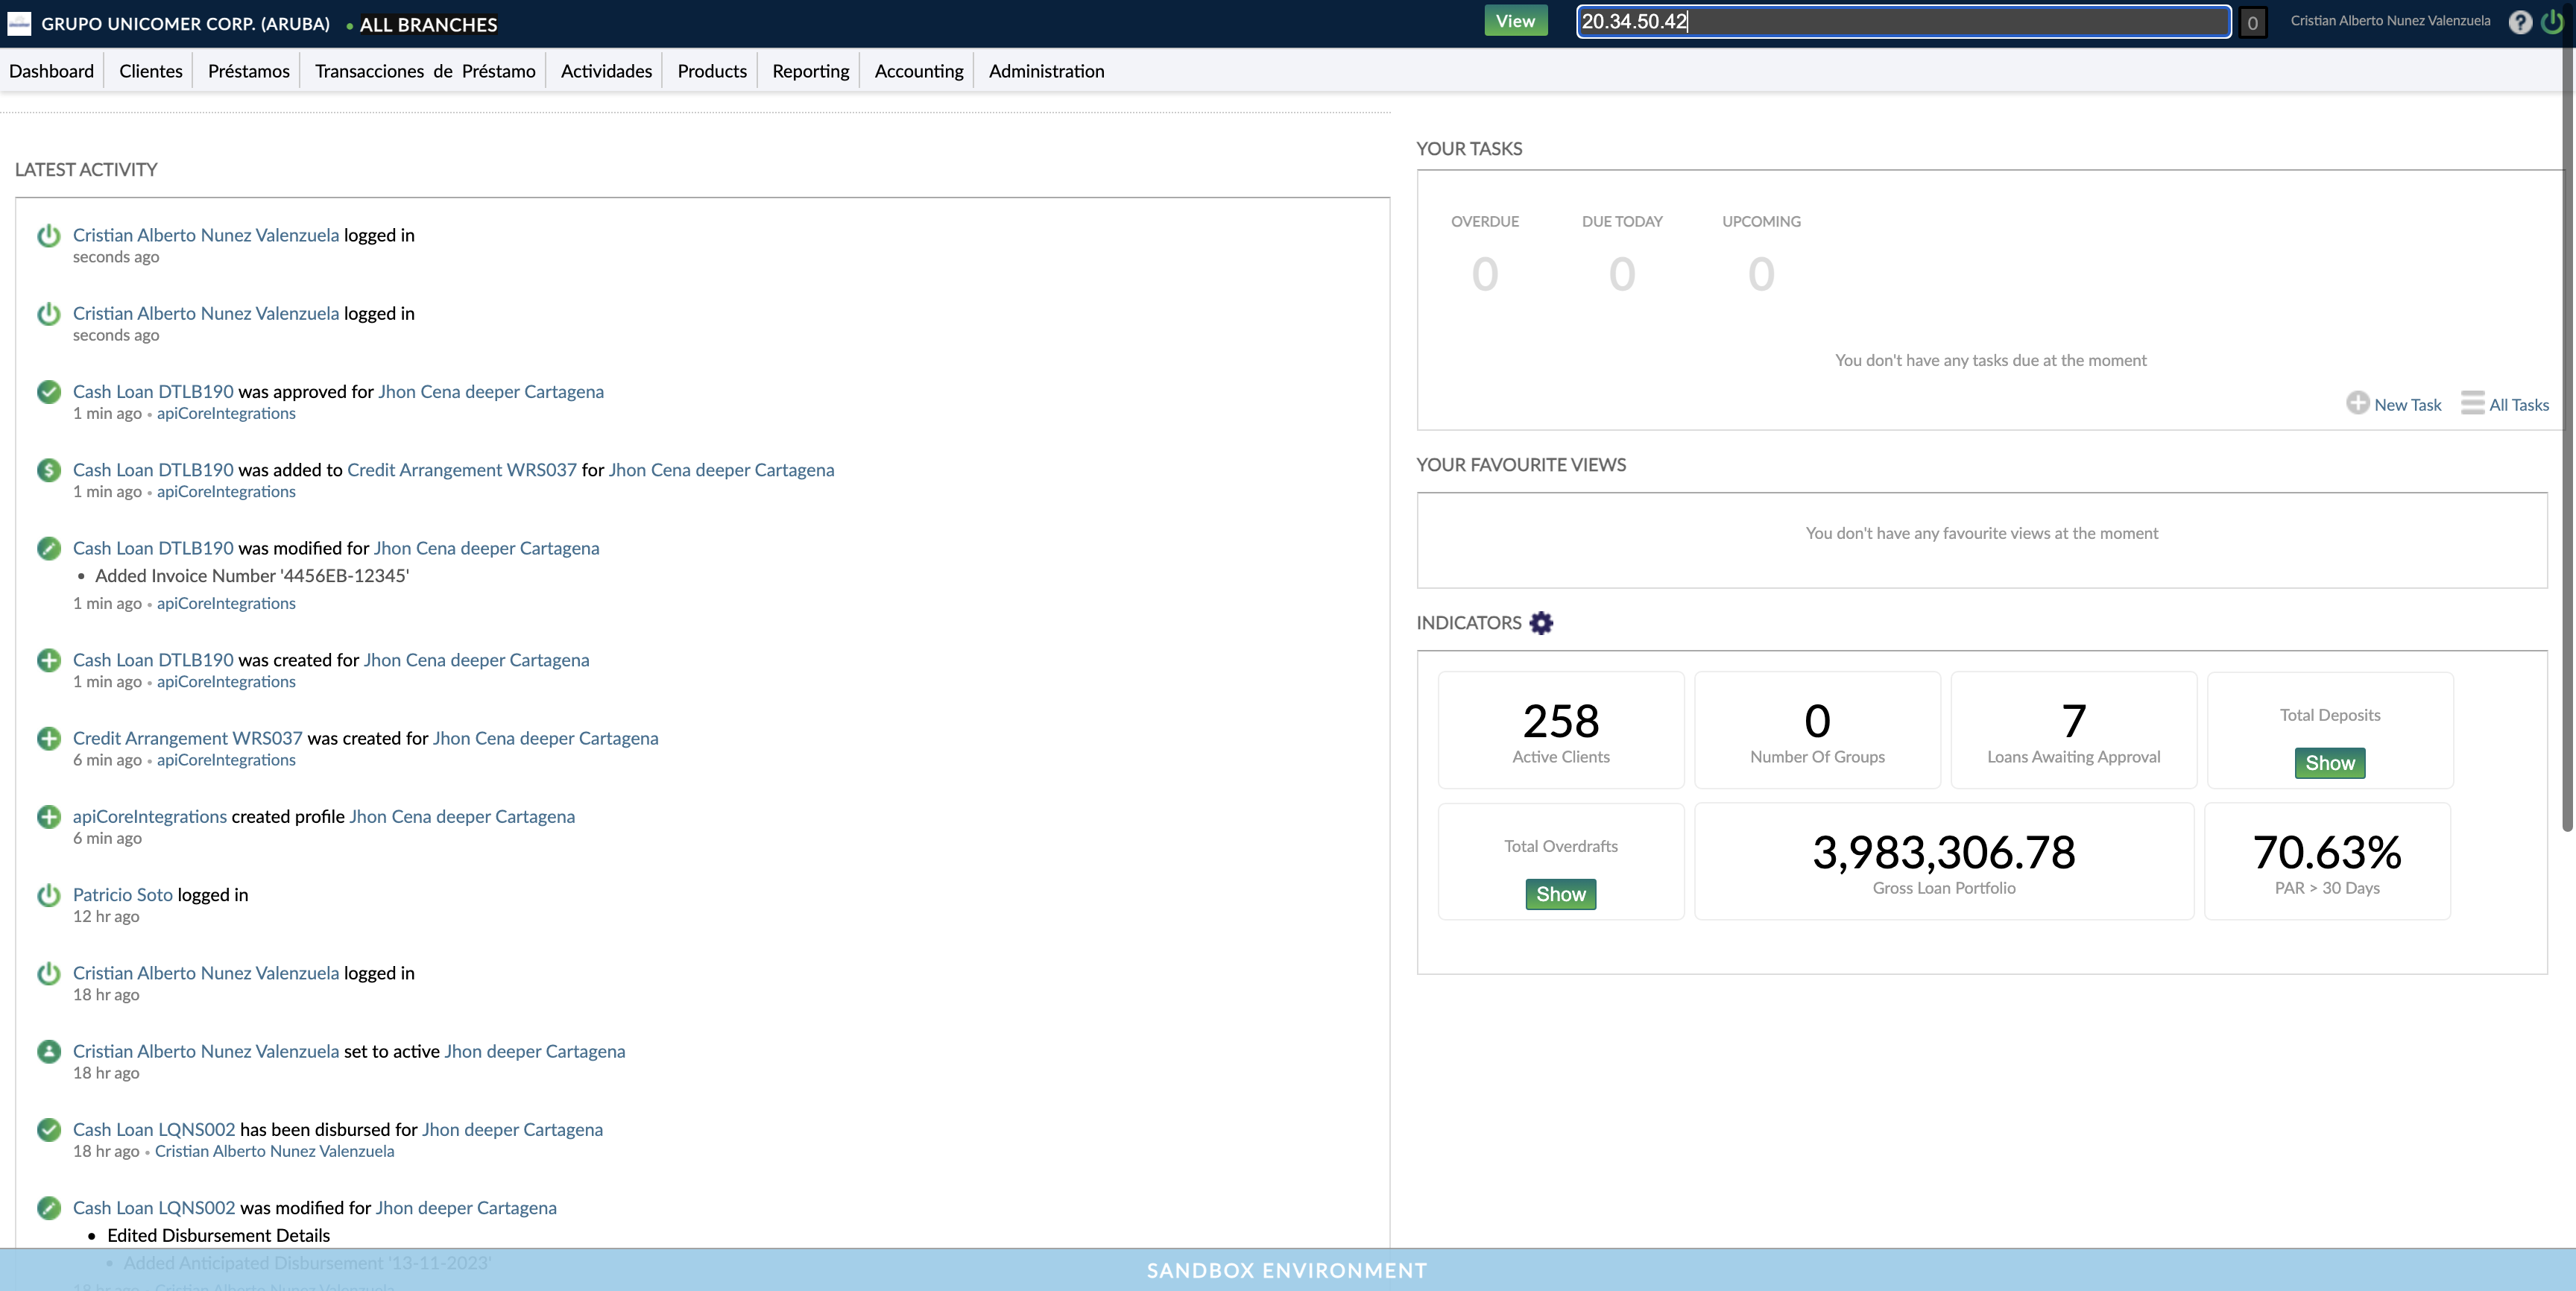 GRUPO UNICOMER CORP. (ARUBA) • ALL BRANCHES
View
20.34.50.42
0
Cristian Alberto Nunez Valenzuela
?
Dashboard
Clientes
Préstamos
Transacciones de Préstamo
Actividades
Products
Reporting
Accounting
Administration
LATEST ACTIVITY
Cristian Alberto Nunez Valenzuela logged in
seconds ago
Cristian Alberto Nunez Valenzuela logged in
seconds ago
Cash Loan DTLB190 was approved for Jhon Cena deeper Cartagena
1 min ago • apiCoreIntegrations
Cash Loan DTLB190 was added to Credit Arrangement WRS037 for Jhon Cena deeper Cartagena
1 min ago • apiCoreIntegrations
Cash Loan DTLB190 was modified for Jhon Cena deeper Cartagena
• Added Invoice Number '4456EB-12345'
1 min ago • apiCoreIntegrations
Cash Loan DTLB190 was created for Jhon Cena deeper Cartagena
1 min ago • apiCoreIntegrations
Credit Arrangement WRS037 was created for Jhon Cena deeper Cartagena
6 min ago • apiCoreIntegrations
apiCoreIntegrations created profile Jhon Cena deeper Cartagena
6 min ago
Patricio Soto logged in
12 hr ago
Cristian Alberto Nunez Valenzuela logged in
18 hr ago
Cristian Alberto Nunez Valenzuela set to active Jhon deeper Cartagena
18 hr ago
Cash Loan LQNS002 has been disbursed for Jhon deeper Cartagena
18 hr ago • Cristian Alberto Nunez Valenzuela
Cash Loan LQNS002 was modified for Jhon deeper Cartagena
• Edited Disbursement Details
• Added Anticipated Disbursement '13-11-2023'
18 hr ago • Cristian Alberto Nunez Valenzuela
YOUR TASKS
OVERDUE
DUE TODAY
UPCOMING
0
0
0
You don't have any tasks due at the moment
New Task
All Tasks
YOUR FAVOURITE VIEWS
You don't have any favourite views at the moment
INDICATORS
258
Active Clients
0
Number Of Groups
7
Loans Awaiting Approval
Total Deposits
Show
Total Overdrafts
Show
3,983,306.78
Gross Loan Portfolio
70.63%
PAR > 30 Days
SANDBOX ENVIRONMENT